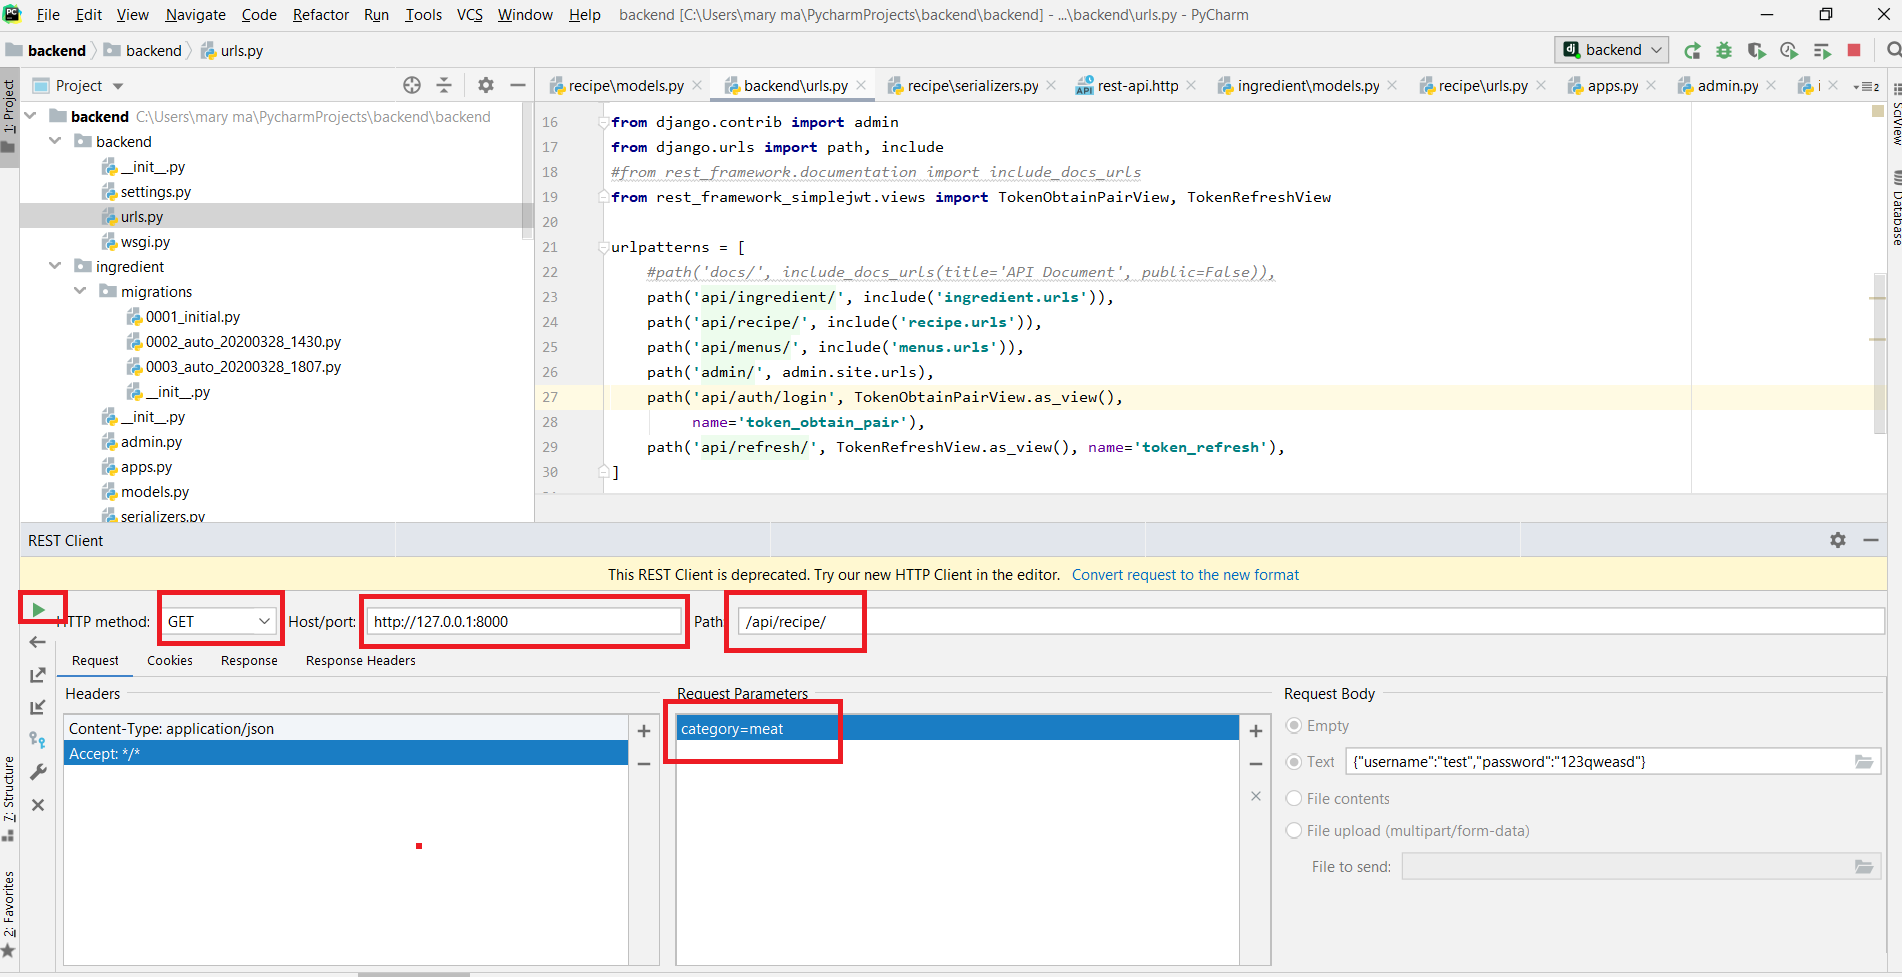 File Edit View Navigate Code Refactor Run Tools VCS Window Help backend [C:\Users\mary ma\PycharmProjects\backend\backend] - ...\backend\urls.py - PyCharm
backend backend urls.py
backend
Project
recipe\models.py backend\urls.py recipe\serializers.py rest-api.http ingredient\models.py recipe\urls.py apps.py admin.py
1: Project
7: Structure
2: Favorites
SciView
Database
backend C:\Users\mary ma\PycharmProjects\backend\backend
backend
__init__.py
settings.py
urls.py
wsgi.py
ingredient
migrations
0001_initial.py
0002_auto_20200328_1430.py
0003_auto_20200328_1807.py
__init__.py
__init__.py
admin.py
apps.py
models.py
serializers.py
16 from django.contrib import admin
17 from django.urls import path, include
18 #from rest_framework.documentation import include_docs_urls
19 from rest_framework_simplejwt.views import TokenObtainPairView, TokenRefreshView
20
21 urlpatterns = [
22 #path('docs/', include_docs_urls(title='API Document', public=False)),
23 path('api/ingredient/', include('ingredient.urls')),
24 path('api/recipe/', include('recipe.urls')),
25 path('api/menus/', include('menus.urls')),
26 path('admin/', admin.site.urls),
27 path('api/auth/login', TokenObtainPairView.as_view(),
28 name='token_obtain_pair'),
29 path('api/refresh/', TokenRefreshView.as_view(), name='token_refresh'),
30 ]
REST Client
This REST Client is deprecated. Try our new HTTP Client in the editor. Convert request to the new format
HTTP method: GET Host/port: http://127.0.0.1:8000 Path: /api/recipe/
Request Cookies Response Response Headers
Headers
Content-Type: application/json
Accept: */*
Request Parameters
category=meat
Request Body
Empty
Text {"username":"test","password":"123qweasd"}
File contents
File upload (multipart/form-data)
File to send: